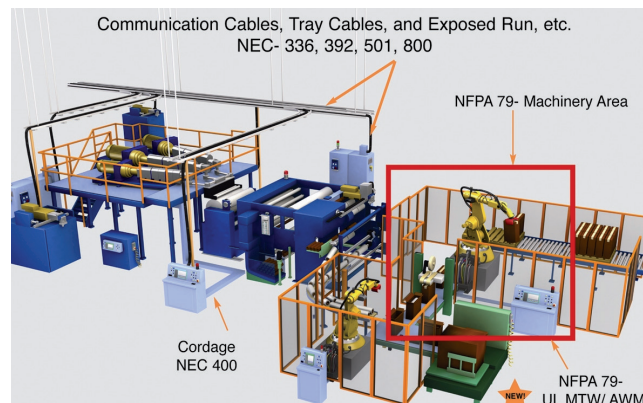 Communication Cables, Tray Cables, and Exposed Run, etc.
NEC- 336, 392, 501, 800
NFPA 79- Machinery Area
Cordage
NEC 400
NEW!
NFPA 79-
UL MTW/ AWM